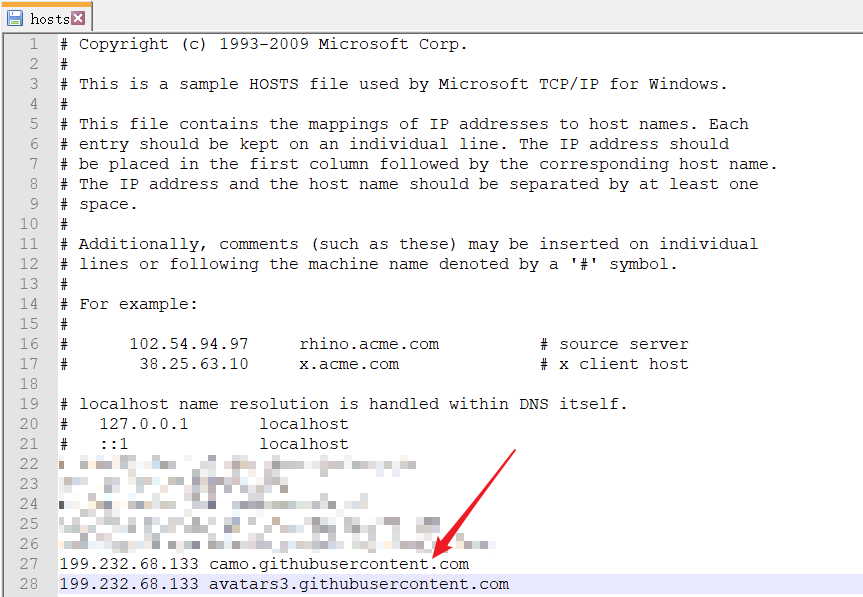 hosts
1 # Copyright (c) 1993-2009 Microsoft Corp.
2 #
3 # This is a sample HOSTS file used by Microsoft TCP/IP for Windows.
4 #
5 # This file contains the mappings of IP addresses to host names. Each
6 # entry should be kept on an individual line. The IP address should
7 # be placed in the first column followed by the corresponding host name.
8 # The IP address and the host name should be separated by at least one
9 # space.
10 #
11 # Additionally, comments (such as these) may be inserted on individual
12 # lines or following the machine name denoted by a '#' symbol.
13 #
14 # For example:
15 #
16 #      102.54.94.97     rhino.acme.com          # source server
17 #       38.25.63.10     x.acme.com              # x client host
18
19 # localhost name resolution is handled within DNS itself.
20 #   127.0.0.1       localhost
21 #   ::1             localhost
22
23
24
25
26
27 199.232.68.133 camo.githubusercontent.com
28 199.232.68.133 avatars3.githubusercontent.com